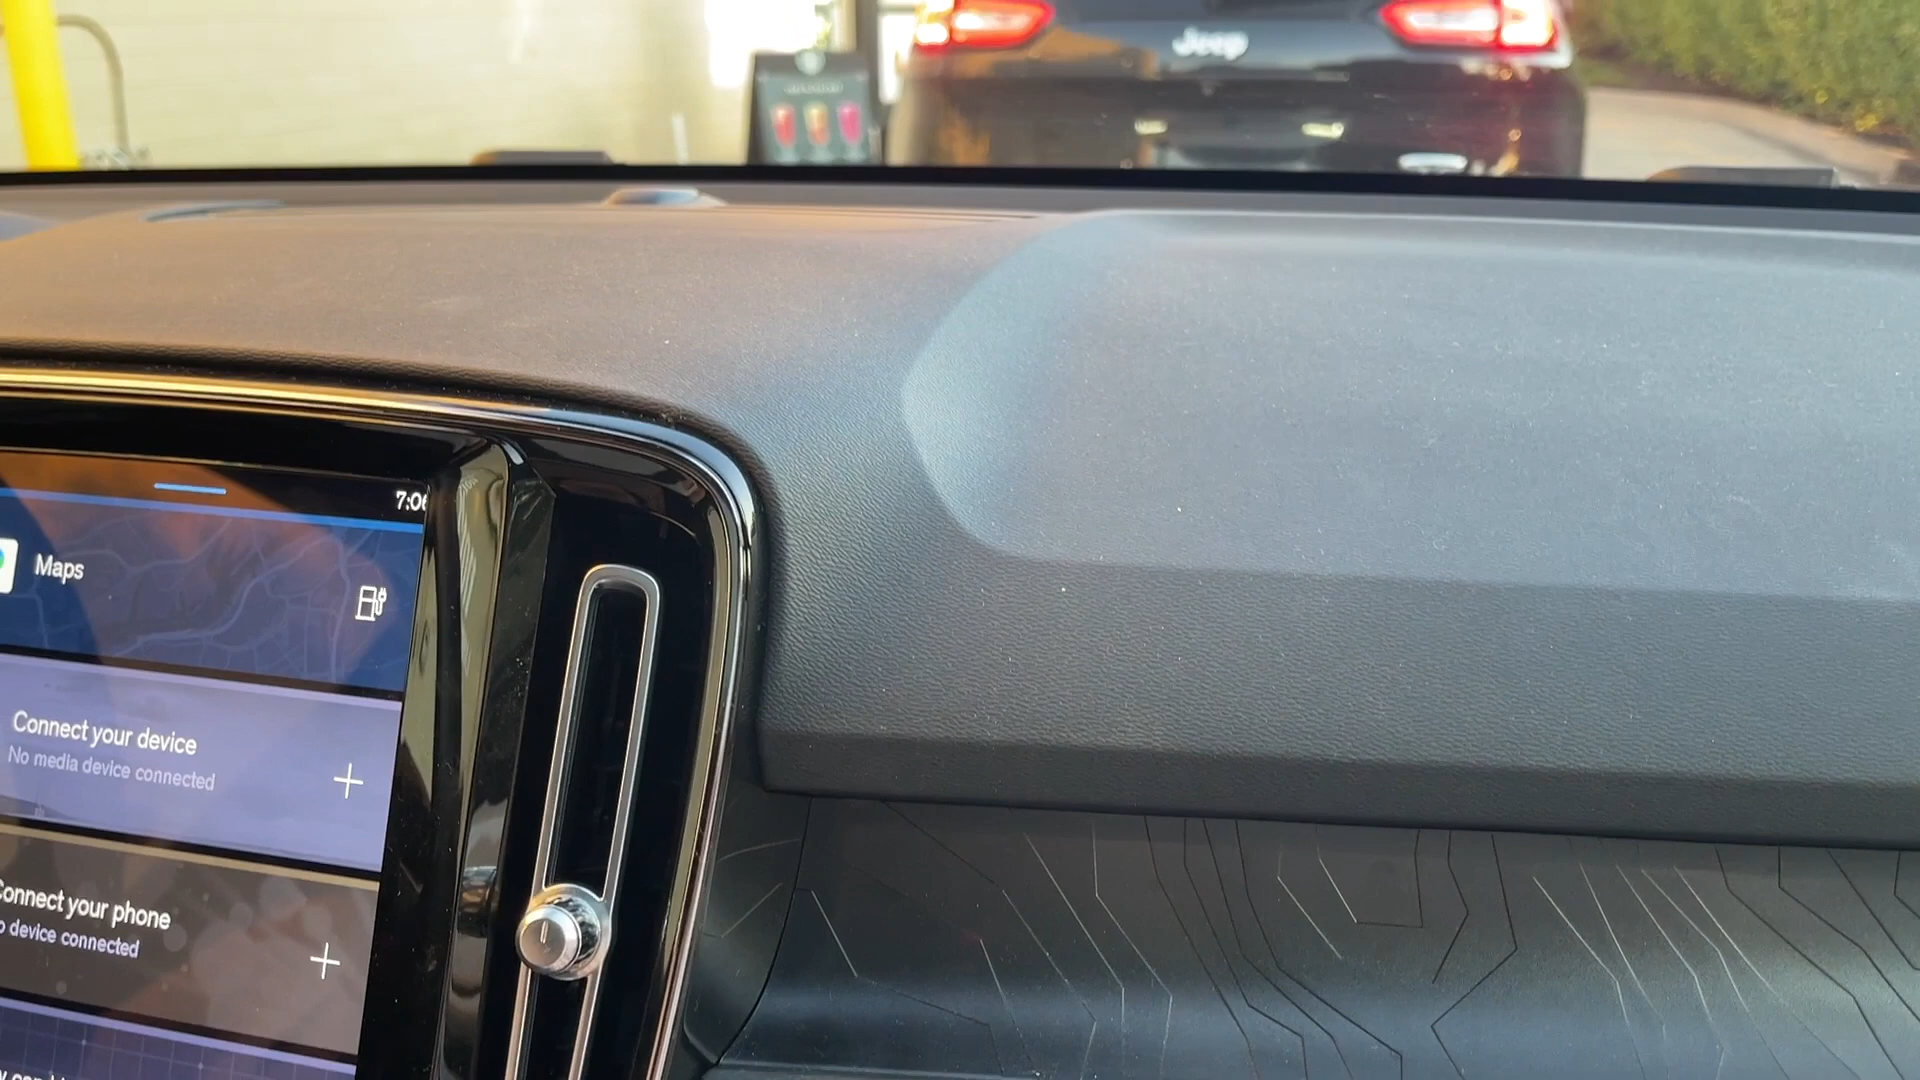 Jeep
7:06
Maps
Connect your device
No media device connected
Connect your phone
device connected